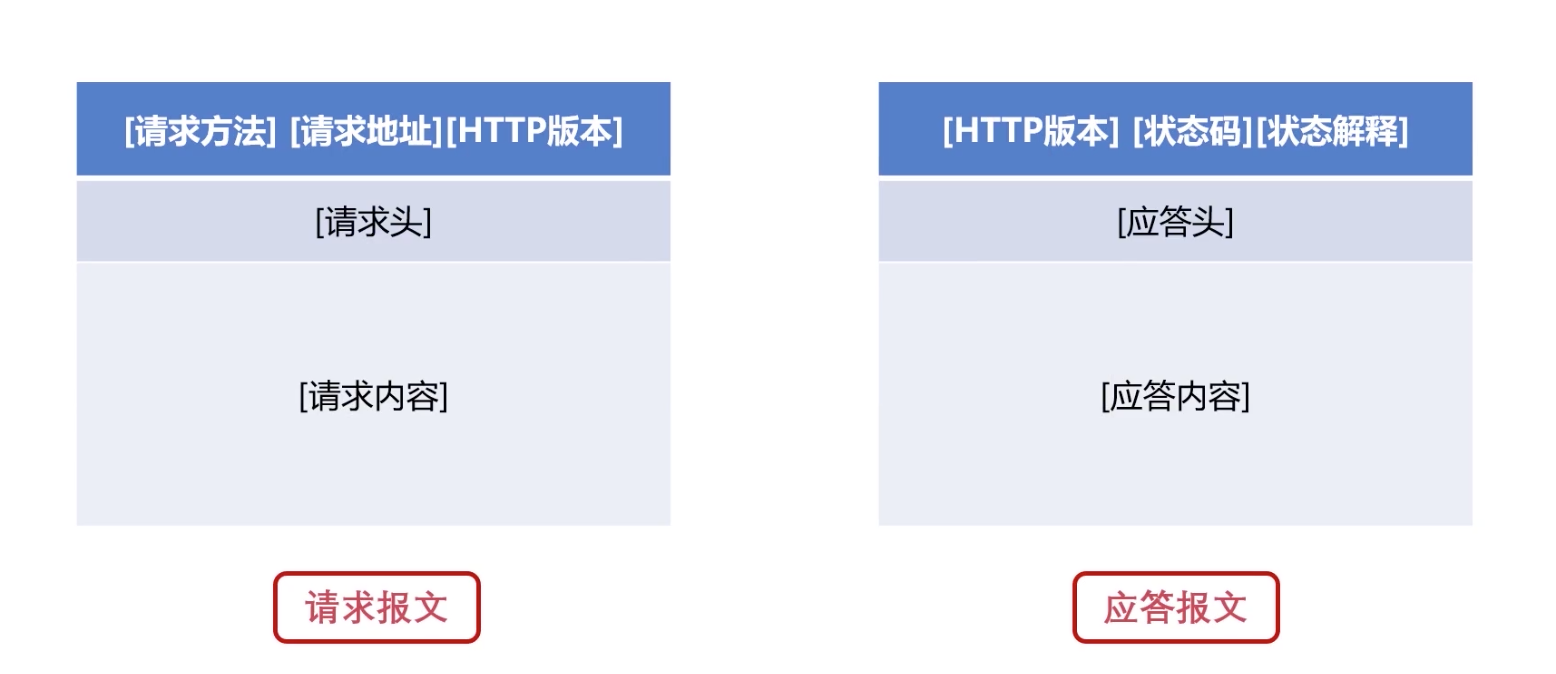 [请求方法] [请求地址][HTTP版本]
[请求头]
[请求内容]
请求报文
[HTTP版本] [状态码][状态解释]
[应答头]
[应答内容]
应答报文